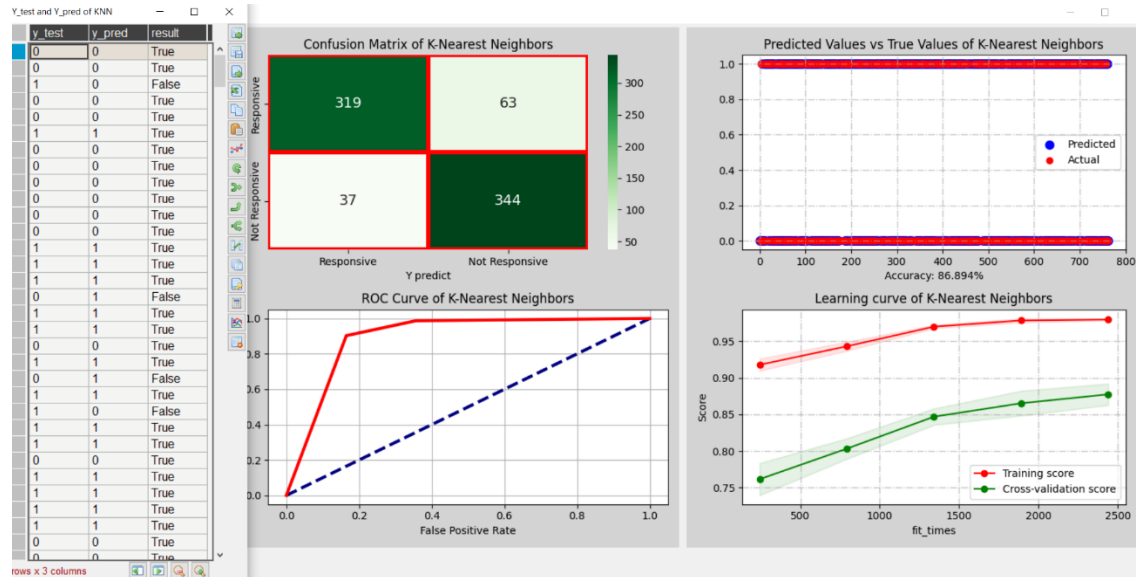 Y_test and Y_pred of KNN
y_test y_pred result
0 0 True
0 0 True
1 0 False
0 0 True
0 0 True
1 1 True
0 0 True
0 0 True
0 0 True
0 0 True
0 0 True
0 0 True
1 1 True
1 1 True
1 1 True
0 1 False
1 1 True
1 1 True
0 0 True
1 1 True
0 1 False
1 1 True
1 0 False
1 1 True
1 1 True
0 0 True
1 1 True
1 1 True
1 1 True
1 1 True
0 0 True
0 0 True
rows x 3 columns
Confusion Matrix of K-Nearest Neighbors
Responsive
Not Responsive
319 63
37 344
Responsive Not Responsive
Y predict
300
250
200
150
100
50
Predicted Values vs True Values of K-Nearest Neighbors
1.0
0.8
0.6
0.4
0.2
0.0
Predicted
Actual
0 100 200 300 400 500 600 700 800
Accuracy: 86.894%
ROC Curve of K-Nearest Neighbors
1.0
0.8
0.6
0.4
0.2
0.0
0.0 0.2 0.4 0.6 0.8 1.0
False Positive Rate
Learning curve of K-Nearest Neighbors
Score
0.95
0.90
0.85
0.80
0.75
Training score
Cross-validation score
500 1000 1500 2000 2500
fit_times